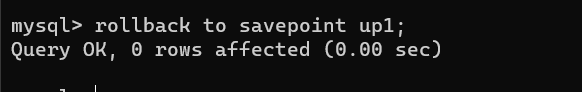 mysql> rollback to savepoint up1;
Query OK, 0 rows affected (0.00 sec)